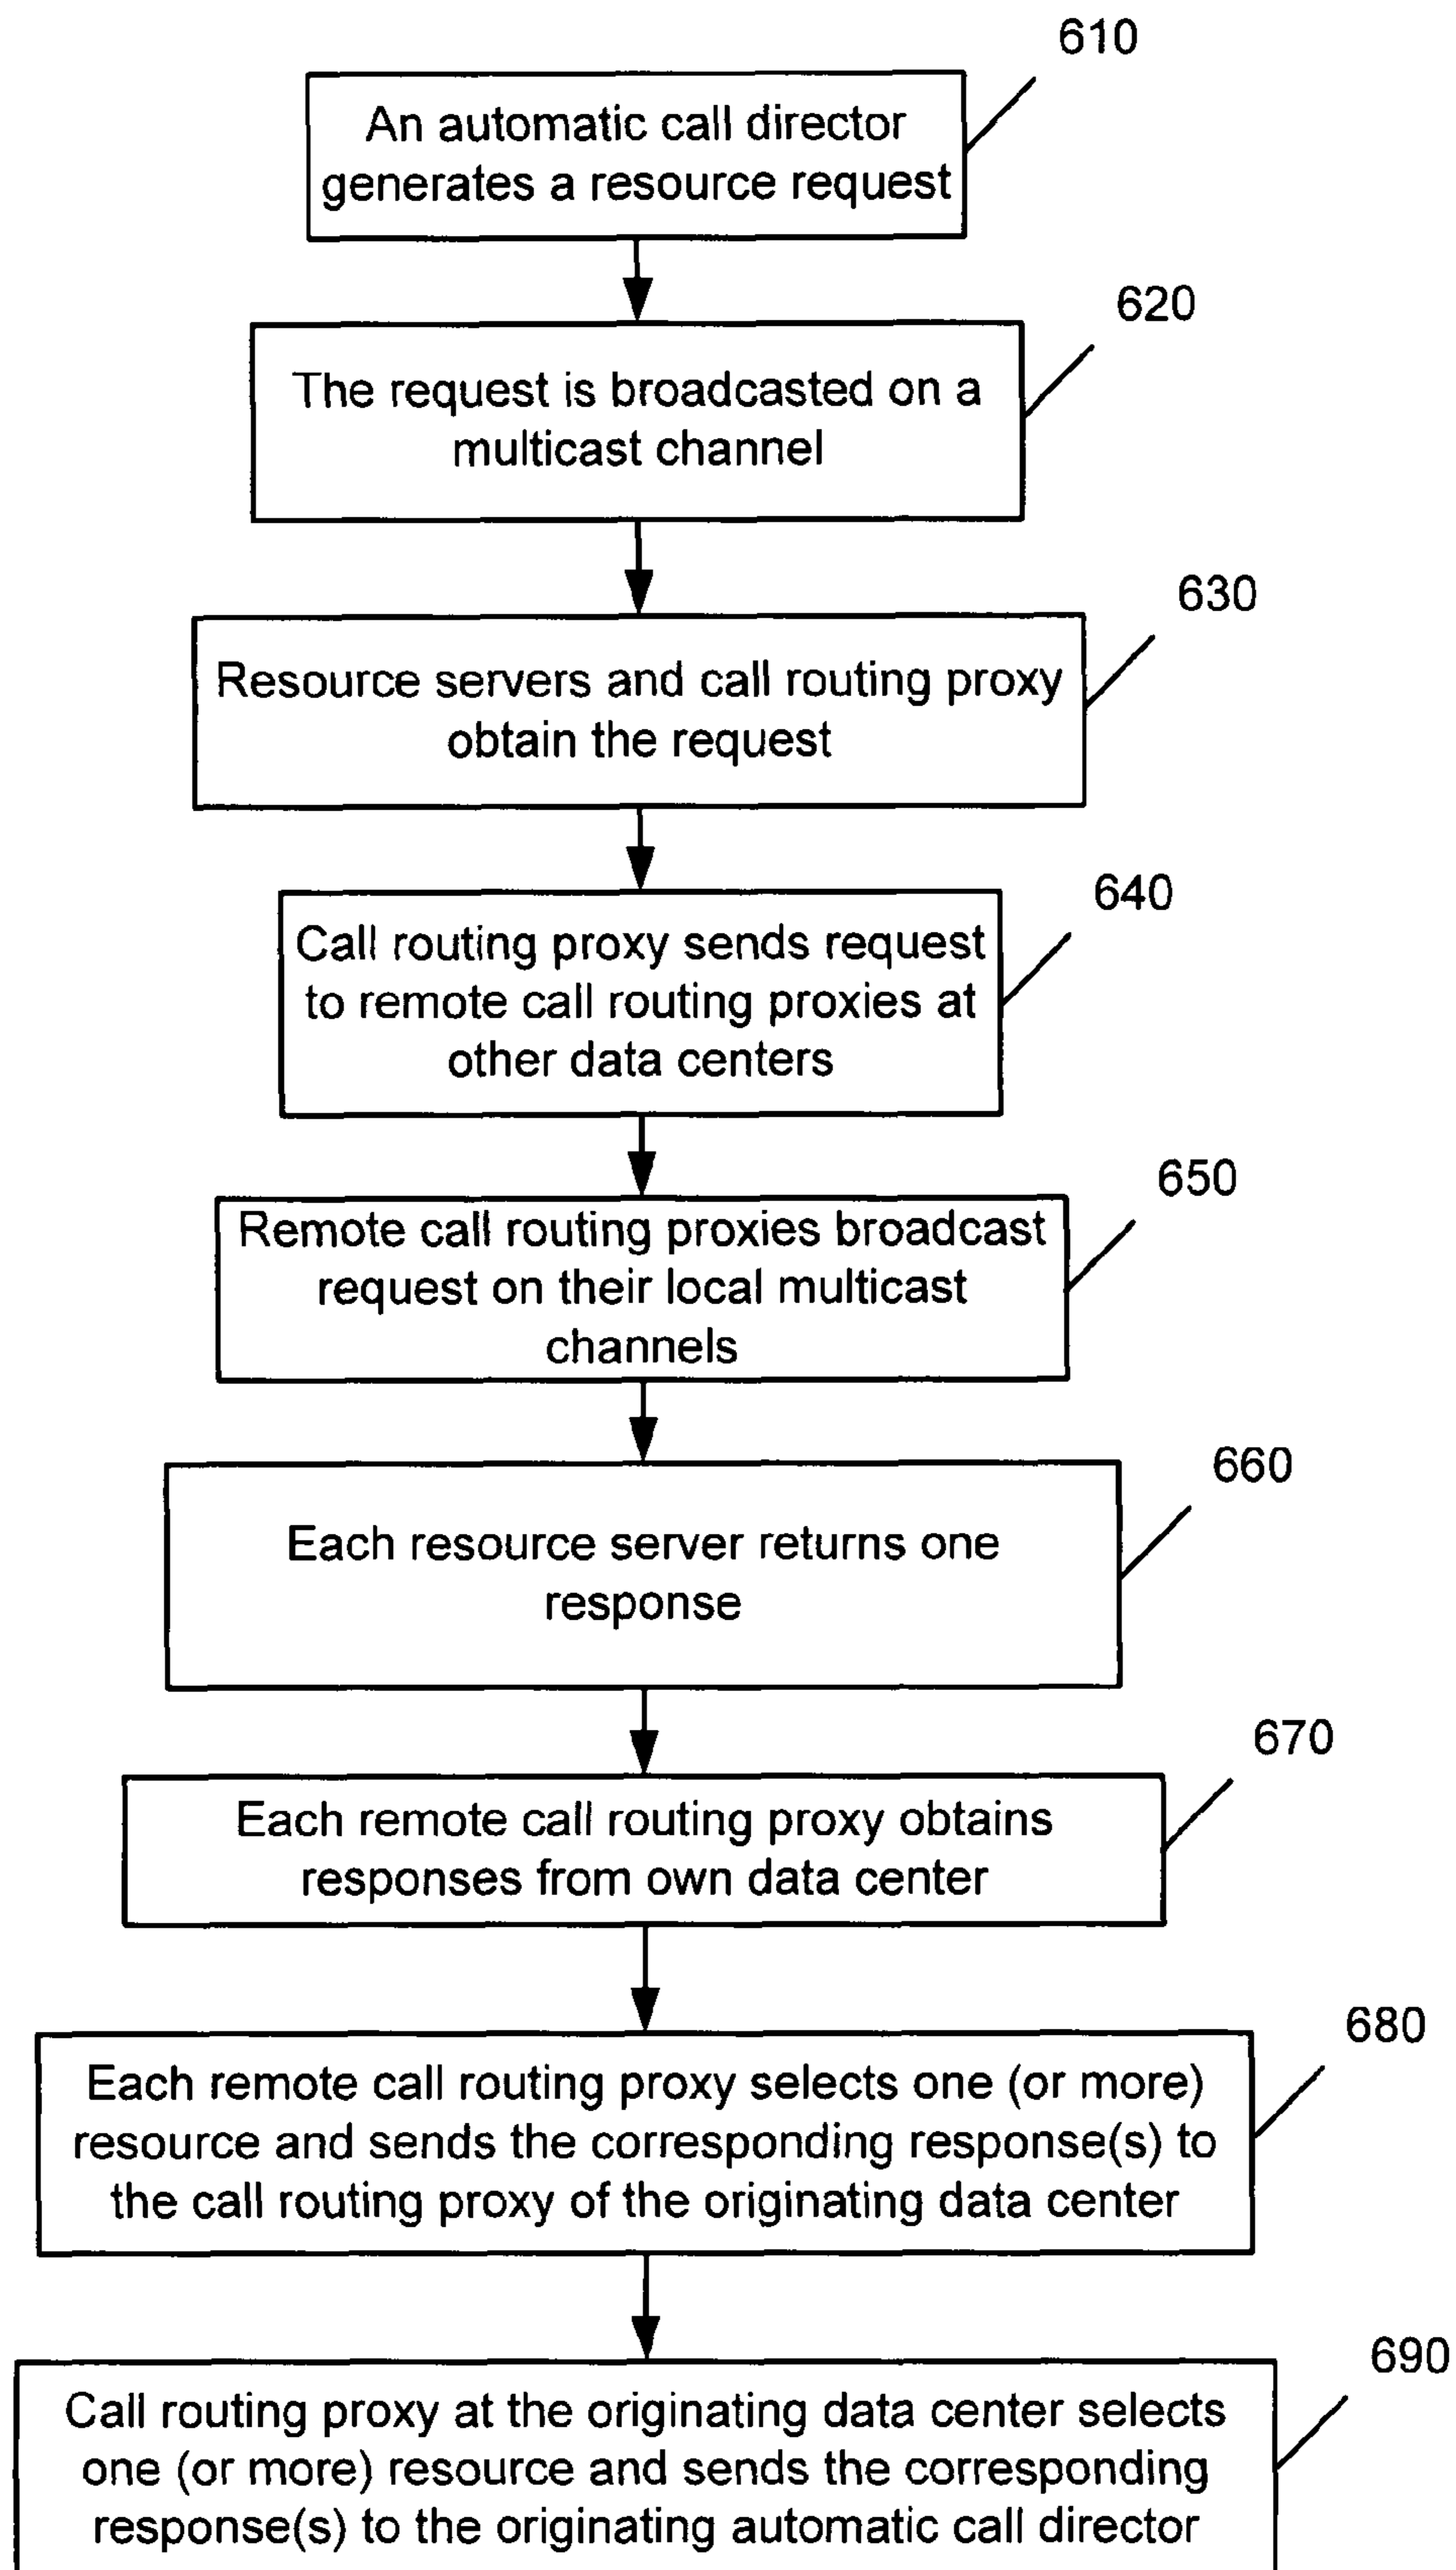 610
An automatic call director
generates a resource request
620
The request is broadcasted on a
multicast channel
630
Resource servers and call routing proxy
obtain the request
640
Call routing proxy sends request
to remote call routing proxies at
other data centers
650
Remote call routing proxies broadcast
request on their local multicast
channels
660
Each resource server returns one
response
670
Each remote call routing proxy obtains
responses from own data center
680
Each remote call routing proxy selects one (or more)
resource and sends the corresponding response(s) to
the call routing proxy of the originating data center
690
Call routing proxy at the originating data center selects
one (or more) resource and sends the corresponding
response(s) to the originating automatic call director